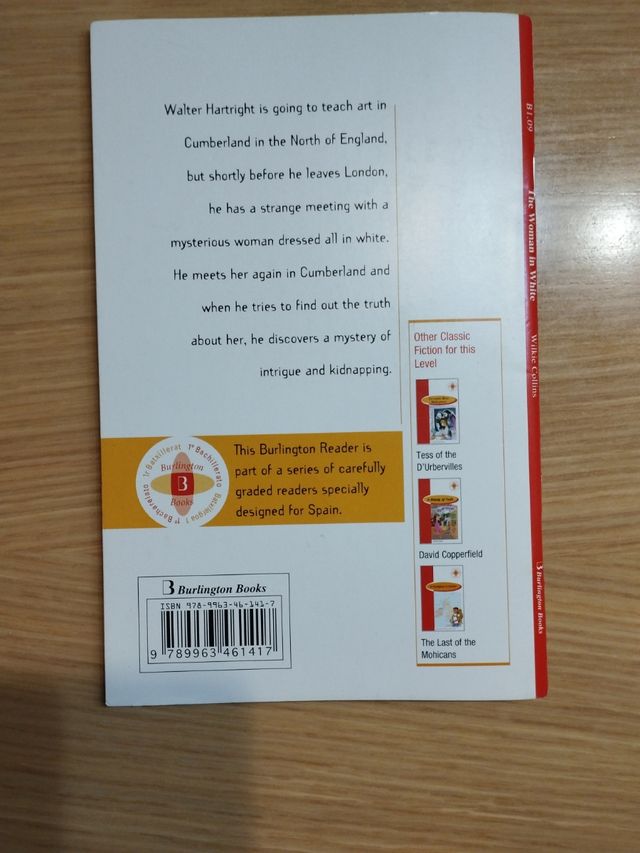 Walter Hartright is going to teach art in
Cumberland in the North of England,
but shortly before he leaves London,
he has a strange meeting with a
mysterious woman dressed all in white.
He meets her again in Cumberland and
when he tries to find out the truth
about her, he discovers a mystery of
intrigue and kidnapping.
Other Classic
Fiction for this
Level
Tess of the
D'Urbervilles
David Copperfield
The Last of the
Mohicans
1r Batxillerat
1º Bachillerato
Batxilergoa 1
1º Bacharelato
Burlington
B
Books
This Burlington Reader is
part of a series of carefully
graded readers specially
designed for Spain.
B Burlington Books
ISBN 978-9963-46-141-7
9 789963 461417
B1.09
The Woman in White
Wilkie Collins
B Burlington Books